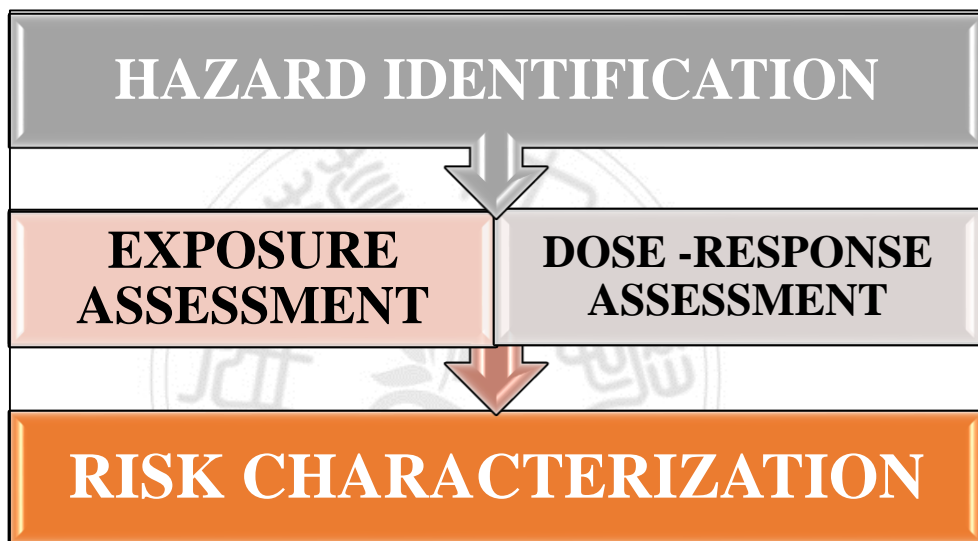 HAZARD IDENTIFICATION
EXPOSURE
ASSESSMENT
DOSE -RESPONSE
ASSESSMENT
RISK CHARACTERIZATION